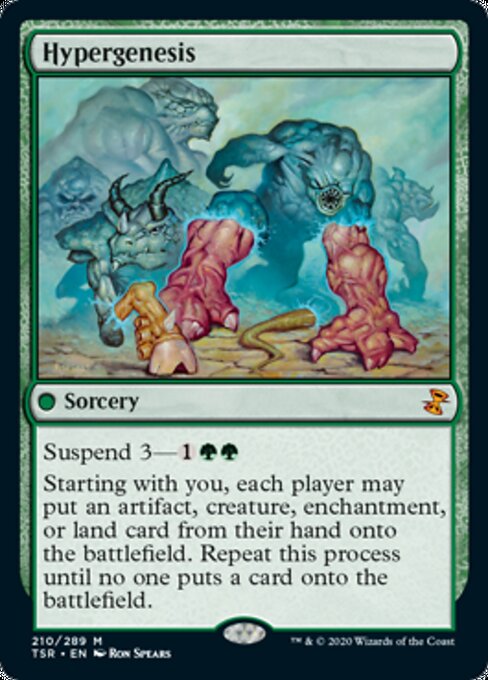 Hypergenesis
Sorcery
Suspend 3—1
Starting with you, each player may
put an artifact, creature, enchantment,
or land card from their hand onto
the battlefield. Repeat this process
until no one puts a card onto the
battlefield.
210/289 M
TSR • EN Ron Spears
™ & © 2020 Wizards of the Coast